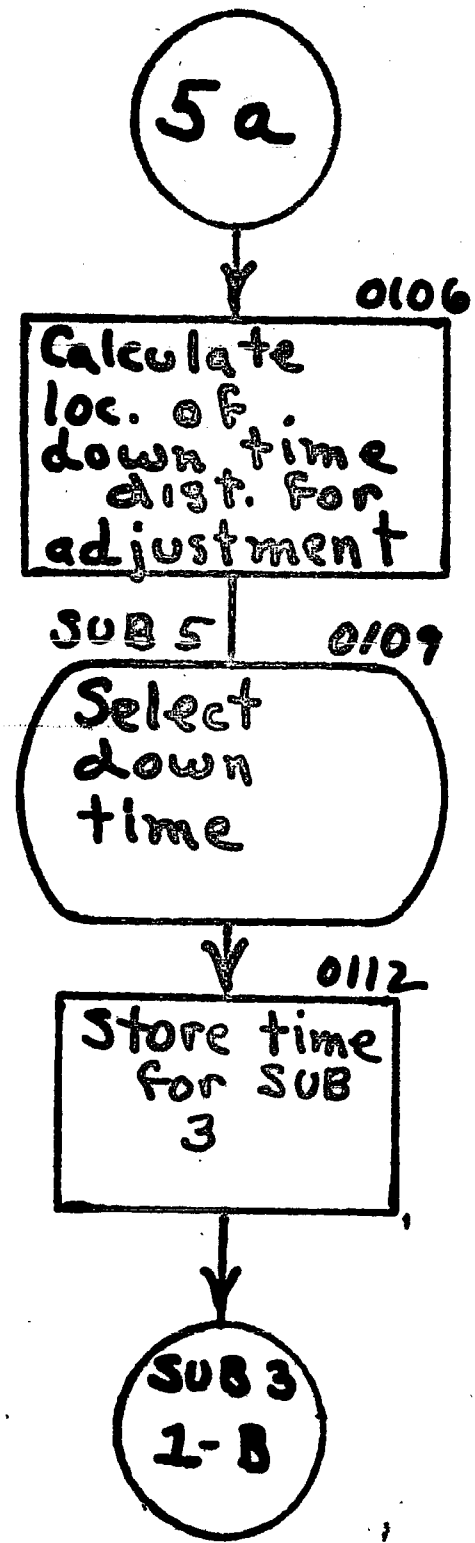 5a
0106
Calculate
loc. of
down time
dist. for
adjustment
SUB 5 0109
Select
down
time
0112
Store time
for SUB
3
SUB 3
1-B